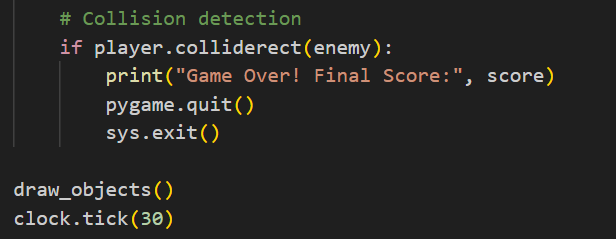 # Collision detection
    if player.colliderect(enemy):
        print("Game Over! Final Score:", score)
        pygame.quit()
        sys.exit()

draw_objects()
clock.tick(30)